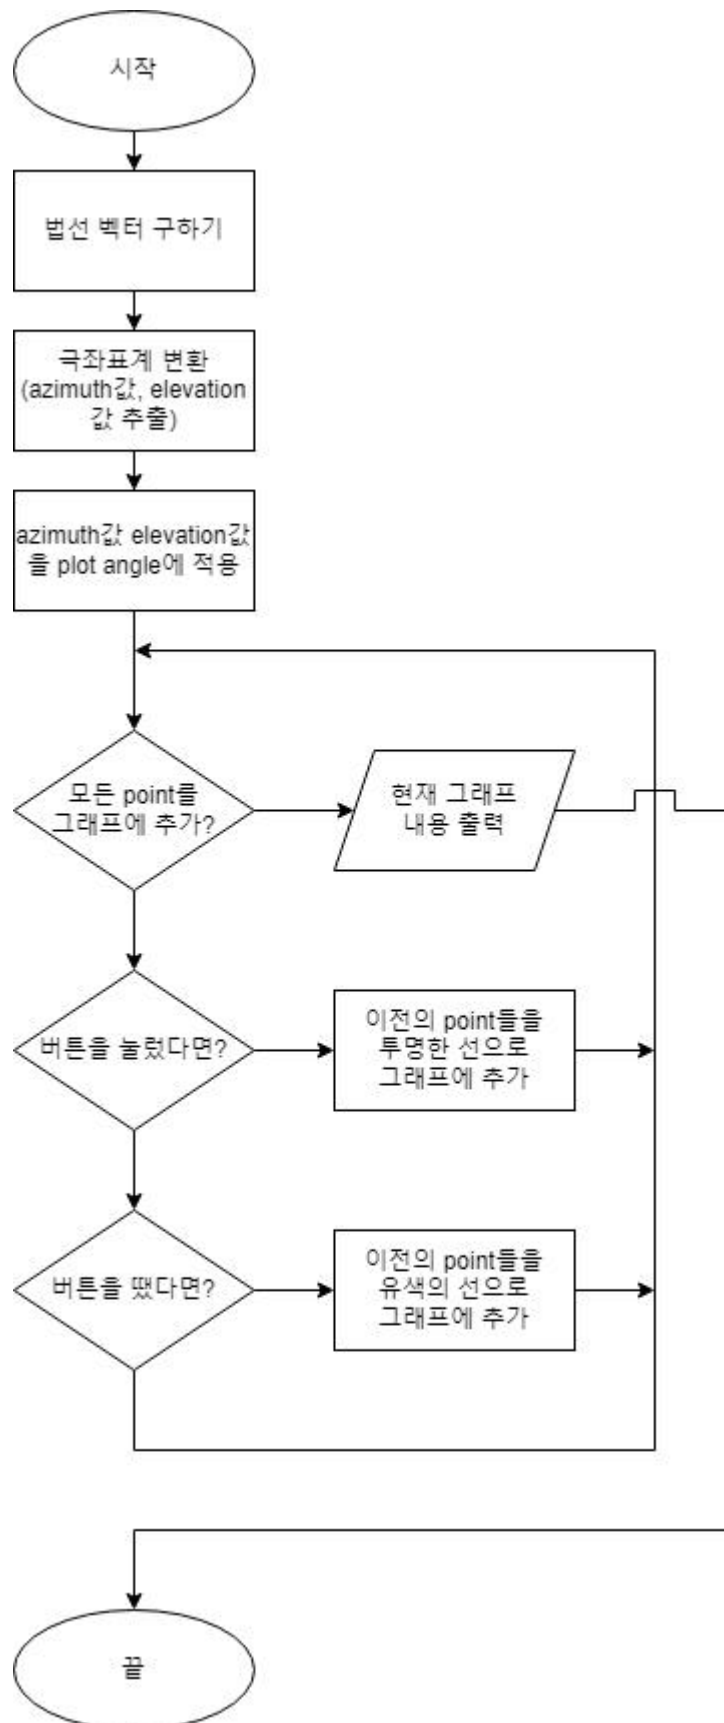 시작
법선 벡터 구하기
극좌표계 변환
(azimuth값, elevation
값 추출)
azimuth값 elevation값
을 plot angle에 적용
모든 point를
그래프에 추가?
현재 그래프
내용 출력
버튼을 눌렀다면?
이전의 point들을
투명한 선으로
그래프에 추가
버튼을 뗐다면?
이전의 point들을
유색의 선으로
그래프에 추가
끝